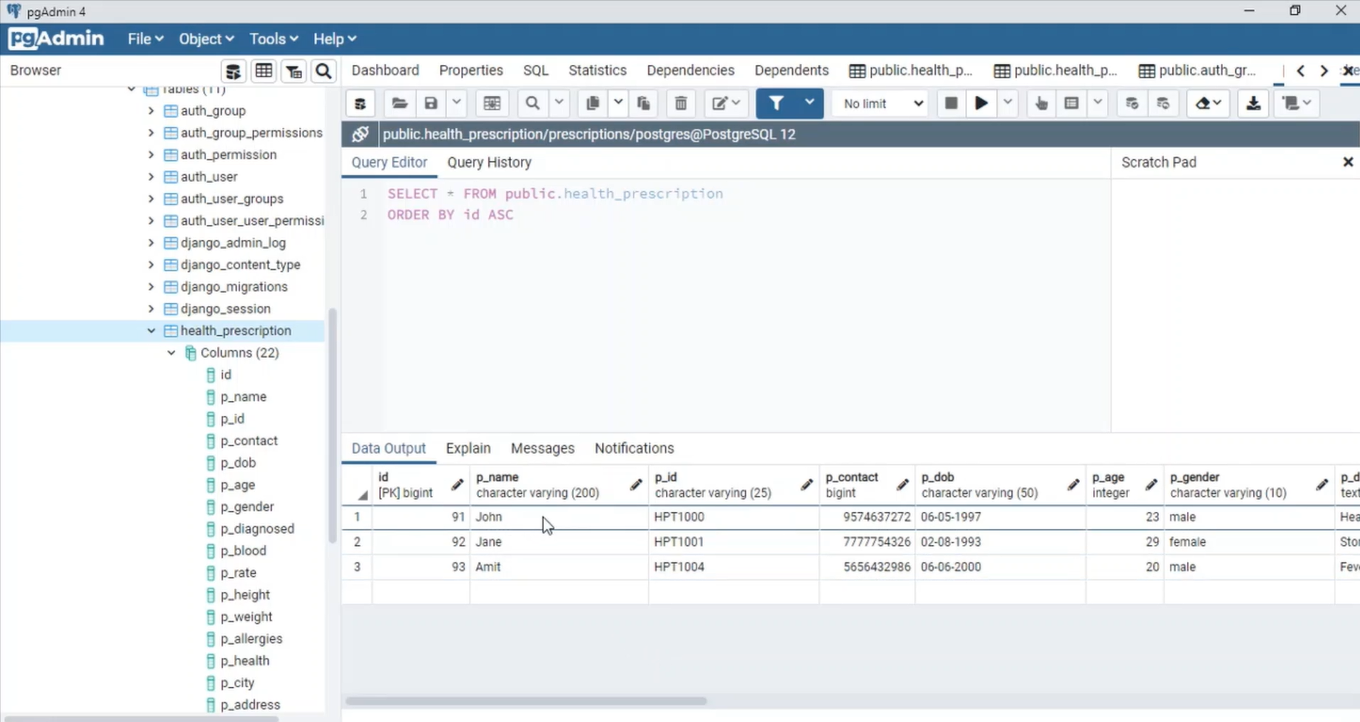 pgAdmin 4
pgAdmin File Object Tools Help
Browser
Dashboard Properties SQL Statistics Dependencies Dependents public.health_p... public.health_p... public.auth_gr...
No limit
public.health_prescription/prescriptions/postgres@PostgreSQL 12
Query Editor Query History
Scratch Pad
1 SELECT * FROM public.health_prescription
2 ORDER BY id ASC
Tables (11)
auth_group
auth_group_permissions
auth_permission
auth_user
auth_user_groups
auth_user_user_permissi
django_admin_log
django_content_type
django_migrations
django_session
health_prescription
Columns (22)
id
p_name
p_id
p_contact
p_dob
p_age
p_gender
p_diagnosed
p_blood
p_rate
p_height
p_weight
p_allergies
p_health
p_city
p_address
Data Output Explain Messages Notifications
id p_name p_id p_contact p_dob p_age p_gender p_d
[PK] bigint character varying (200) character varying (25) bigint character varying (50) integer character varying (10) text
1 91 John HPT1000 9574637272 06-05-1997 23 male Hea
2 92 Jane HPT1001 7777754326 02-08-1993 29 female Sto
3 93 Amit HPT1004 5656432986 06-06-2000 20 male Feve